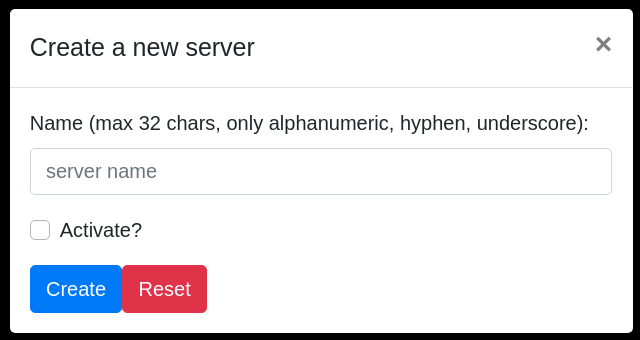 Create a new server ×
Name (max 32 chars, only alphanumeric, hyphen, underscore):
server name
Activate?
Create Reset